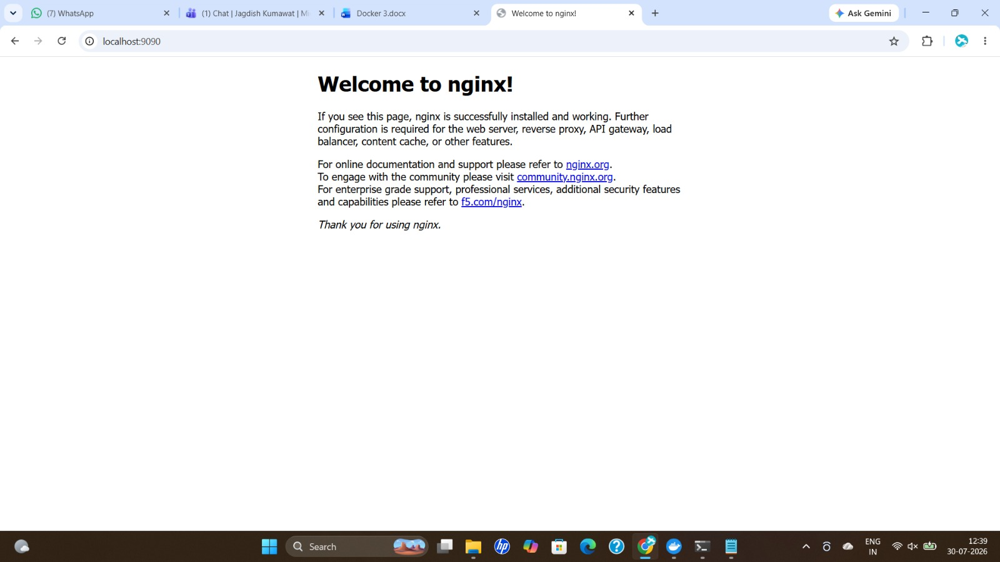 (7) WhatsApp
(1) Chat | Jagdish Kumawat | Mi
Docker 3.docx
Welcome to nginx!
Ask Gemini
localhost:9090
Welcome to nginx!
If you see this page, nginx is successfully installed and working. Further
configuration is required for the web server, reverse proxy, API gateway, load
balancer, content cache, or other features.
For online documentation and support please refer to nginx.org.
To engage with the community please visit community.nginx.org.
For enterprise grade support, professional services, additional security features
and capabilities please refer to f5.com/nginx.
Thank you for using nginx.
Search
hp
ENG
IN
12:39
30-07-2026